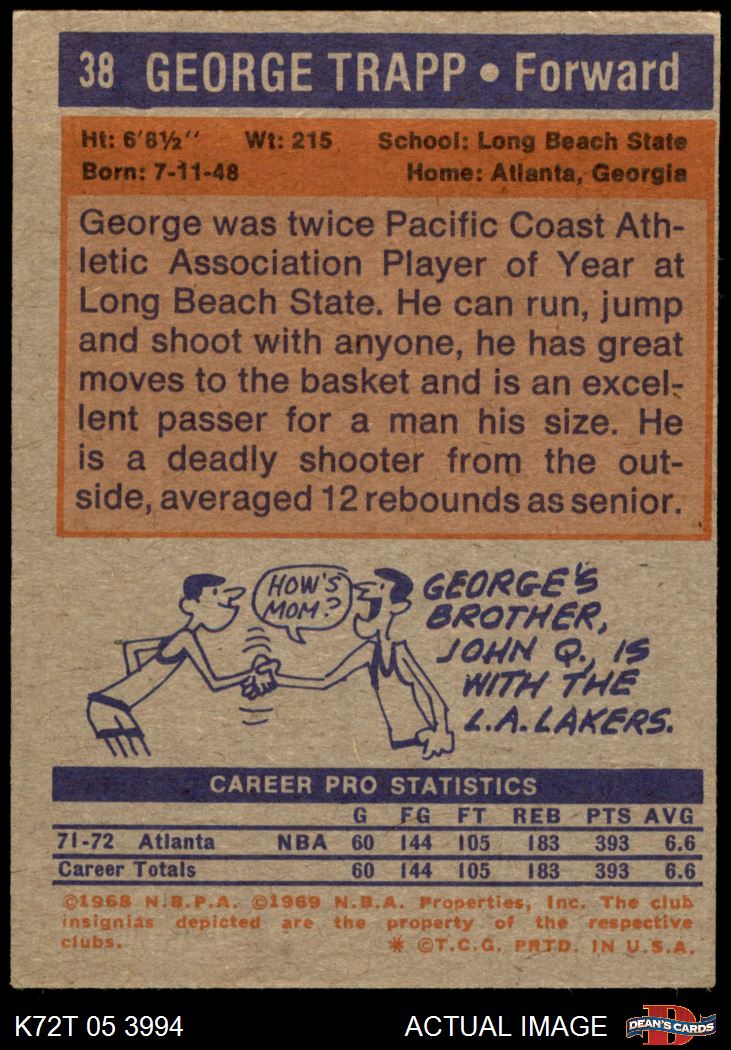 38 GEORGE TRAPP • Forward
Ht: 6'8½'' Wt: 215 School: Long Beach State
Born: 7-11-48 Home: Atlanta, Georgia
George was twice Pacific Coast Ath-
letic Association Player of Year at
Long Beach State. He can run, jump
and shoot with anyone, he has great
moves to the basket and is an excel-
lent passer for a man his size. He
is a deadly shooter from the out-
side, averaged 12 rebounds as senior.
HOW'S
MOM?
GEORGE'S
BROTHER,
JOHN Q., IS
WITH THE
L.A. LAKERS.
CAREER PRO STATISTICS
G FG FT REB PTS AVG
71-72 Atlanta NBA 60 144 105 183 393 6.6
Career Totals 60 144 105 183 393 6.6
©1968 N.B.P.A. ©1969 N.B.A. Properties, Inc. The club
insignias depicted are the property of the respective
clubs. * ©T.C.G. PRTD. IN U.S.A.
K72T 05 3994 ACTUAL IMAGE
D
DEAN'S CARDS